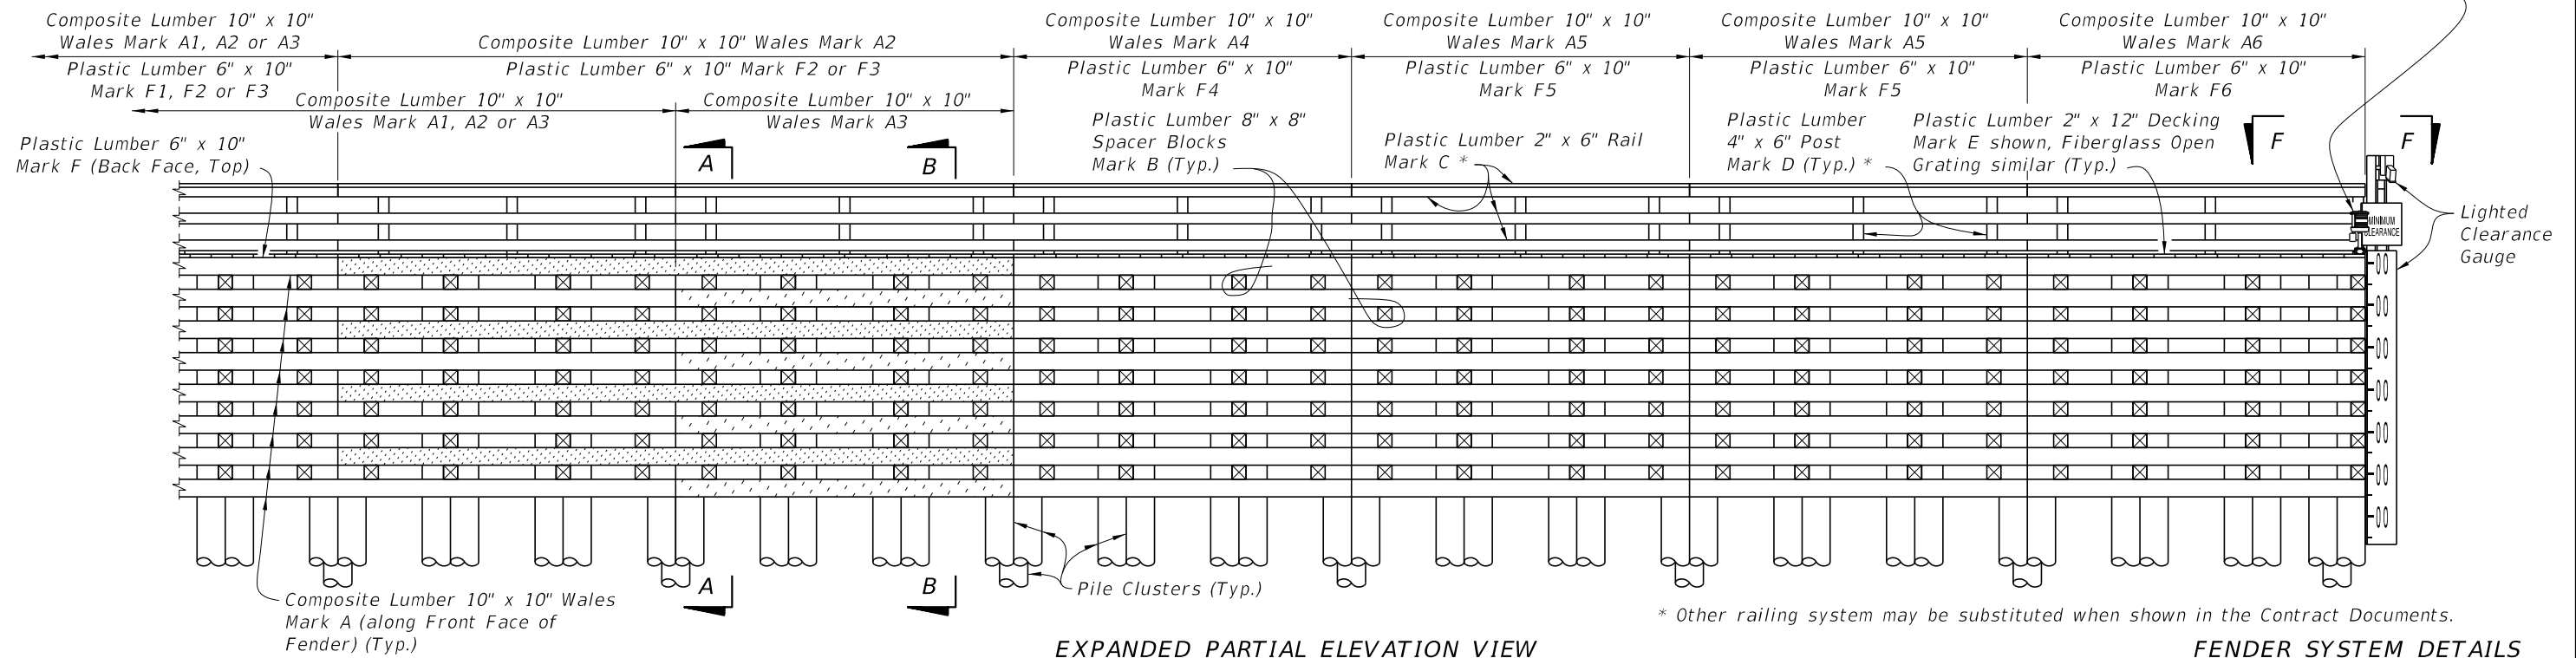 Composite Lumber 10" x 10"
Wales Mark A1, A2 or A3
Plastic Lumber 6" x 10"
Mark F1, F2 or F3
Composite Lumber 10" x 10" Wales Mark A2
Plastic Lumber 6" x 10" Mark F2 or F3
Composite Lumber 10" x 10"
Wales Mark A4
Plastic Lumber 6" x 10"
Mark F4
Composite Lumber 10" x 10"
Wales Mark A5
Plastic Lumber 6" x 10"
Mark F5
Composite Lumber 10" x 10"
Wales Mark A5
Plastic Lumber 6" x 10"
Mark F5
Composite Lumber 10" x 10"
Wales Mark A6
Plastic Lumber 6" x 10"
Mark F6
Composite Lumber 10" x 10"
Wales Mark A1, A2 or A3
Composite Lumber 10" x 10"
Wales Mark A3
Plastic Lumber 6" x 10"
Mark F (Back Face, Top)
A
B
Plastic Lumber 8" x 8"
Spacer Blocks
Mark B (Typ.)
Plastic Lumber 2" x 6" Rail
Mark C *
Plastic Lumber
4" x 6" Post
Mark D (Typ.) *
Plastic Lumber 2" x 12" Decking
Mark E shown, Fiberglass Open
Grating similar (Typ.)
F
F
MINIMUM
CLEARANCE
Lighted
Clearance
Gauge
A
B
Pile Clusters (Typ.)
Composite Lumber 10" x 10" Wales
Mark A (along Front Face of
Fender) (Typ.)
* Other railing system may be substituted when shown in the Contract Documents.
EXPANDED PARTIAL ELEVATION VIEW
FENDER SYSTEM DETAILS